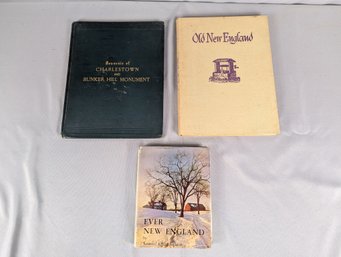 Souvenir of
CHARLESTOWN
AND
BUNKER HILL MONUMENT
Old New England
EVER
NEW ENGLAND